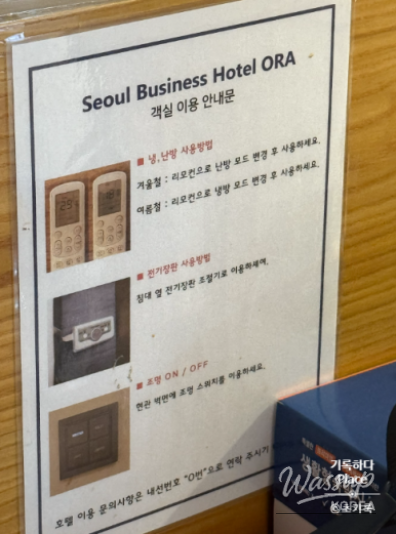 Seoul Business Hotel ORA
객실 이용 안내문
■ 냉,난방 사용방법
겨울철 : 리모컨으로 난방 모드 변경 후 사용하세요.
여름철 : 리모컨으로 냉방 모드 변경 후 사용하세요.
■ 전기장판 사용방법
침대 옆 전기장판 조절기로 이용하세여.
■ 조명 ON / OFF
현관 벽면에 조명 스위치를 이용하세요.
호텔 이용 문의사항은 내선번호 "0번"으로 연락 주시기
기록하다
Place
Wassup
KOREA